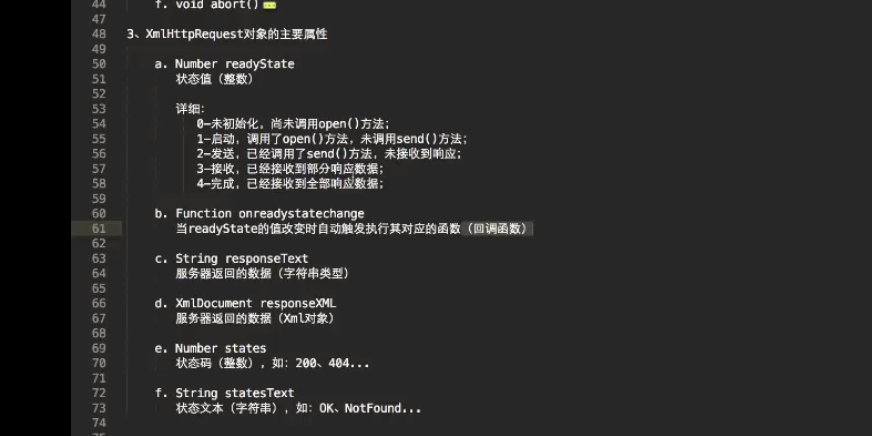 44 f. void abort()
47
48 3、XmlHttpRequest对象的主要属性
49
50 a. Number readyState
51 状态值（整数）
52
53 详细：
54 0-未初始化，尚未调用open()方法；
55 1-启动，调用了open()方法，未调用send()方法；
56 2-发送，已经调用了send()方法，未接收到响应；
57 3-接收，已经接收到部分响应数据；
58 4-完成，已经接收到全部响应数据；
59
60 b. Function onreadystatechange
61 当readyState的值改变时自动触发执行其对应的函数（回调函数）
62
63 c. String responseText
64 服务器返回的数据（字符串类型）
65
66 d. XmlDocument responseXML
67 服务器返回的数据（Xml对象）
68
69 e. Number states
70 状态码（整数），如：200、404...
71
72 f. String statesText
73 状态文本（字符串），如：OK、NotFound...
74